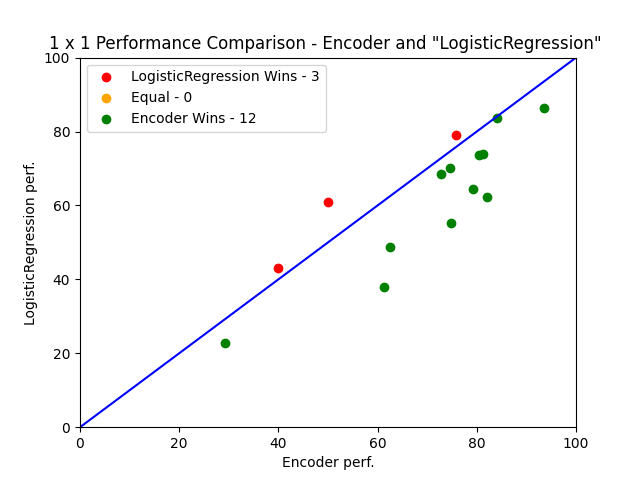 1 x 1 Performance Comparison - Encoder and "LogisticRegression"
LogisticRegression Wins - 3
Equal - 0
Encoder Wins - 12
LogisticRegression perf.
100
80
60
40
20
0
0 20 40 60 80 100
Encoder perf.